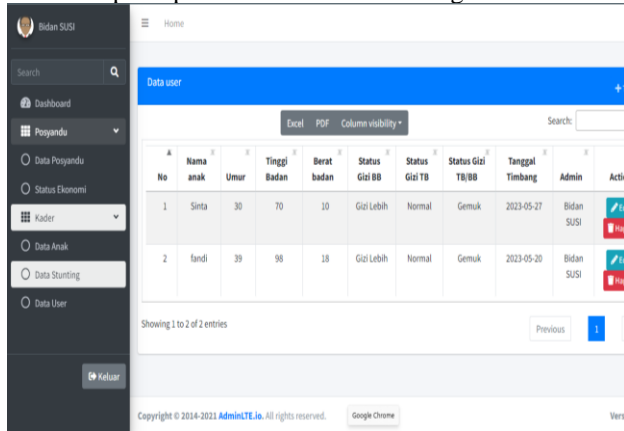 Bidan SUSI
Home
Search
Dashboard
Posyandu
Data Posyandu
Status Ekonomi
Kader
Data Anak
Data Stunting
Data User
Keluar
Data user
Excel PDF Column visibility
Search:
No Nama anak Umur Tinggi Badan Berat badan Status Gizi BB Status Gizi TB Status Gizi TB/BB Tanggal Timbang Admin
1 Sinta 30 70 10 Gizi Lebih Normal Gemuk 2023-05-27 Bidan SUSI
2 fandi 39 98 18 Gizi Lebih Normal Gemuk 2023-05-20 Bidan SUSI
Showing 1 to 2 of 2 entries
Previous 1
Copyright © 2014-2021 AdminLTE.io. All rights reserved.
Google Chrome